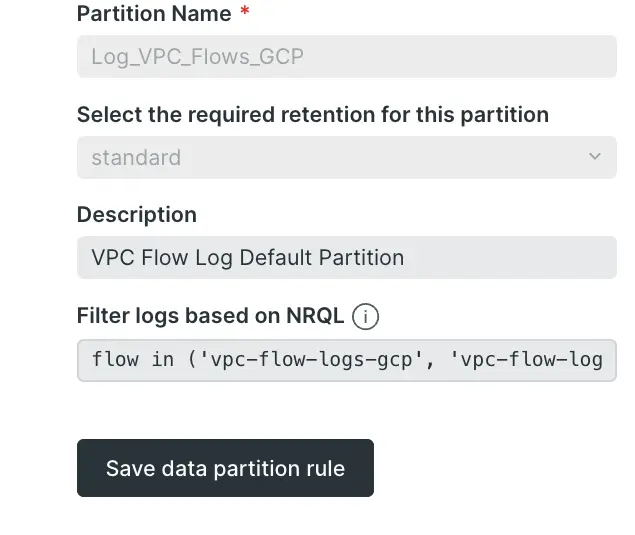 Partition Name *
Log_VPC_Flows_GCP
Select the required retention for this partition
standard
Description
VPC Flow Log Default Partition
Filter logs based on NRQL i
flow in ('vpc-flow-logs-gcp', 'vpc-flow-log
Save data partition rule